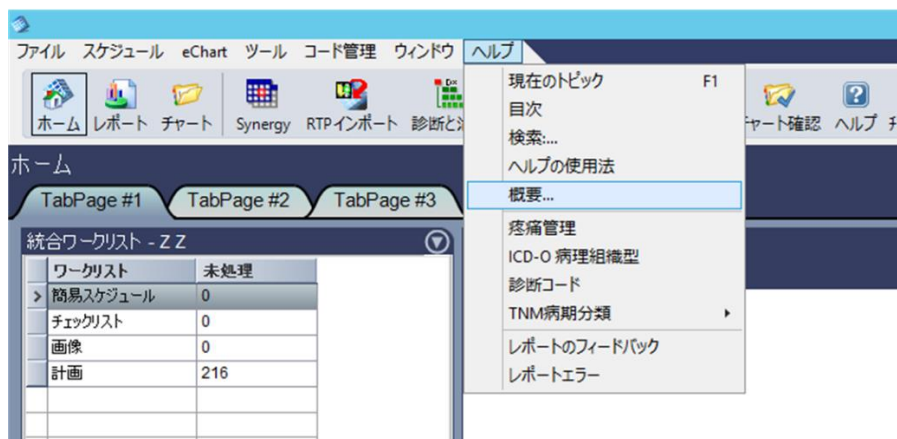 ファイル スケジュール eChart ツール コード管理 ウィンドウ ヘルプ
ホーム レポート チャート Synergy RTPインポート 診断と ャート確認 ヘルプ
現在のトピック F1
目次
検索:...
ヘルプの使用法
概要...
疼痛管理
ICD-O 病理組織型
診断コード
TNM病期分類
レポートのフィードバック
レポートエラー
ホーム
TabPage #1 TabPage #2 TabPage #3
統合ワークリスト - Z Z
ワークリスト 未処理
簡易スケジュール 0
チェックリスト 0
画像 0
計画 216